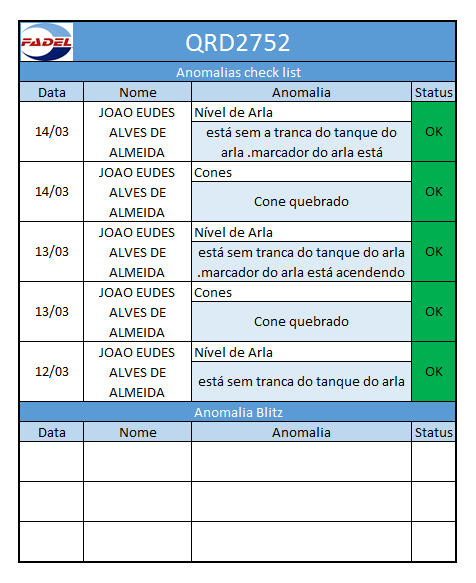 FADEL
QRD2752
Anomalias check list
Data Nome Anomalia Status
14/03 JOAO EUDES ALVES DE ALMEIDA Nível de Arla OK
está sem a tranca do tanque do
arla .marcador do arla está
14/03 JOAO EUDES ALVES DE ALMEIDA Cones OK
Cone quebrado
13/03 JOAO EUDES ALVES DE ALMEIDA Nível de Arla OK
está sem tranca do tanque do arla
.marcador do arla está acendendo
13/03 JOAO EUDES ALVES DE ALMEIDA Cones OK
Cone quebrado
12/03 JOAO EUDES ALVES DE ALMEIDA Nível de Arla OK
está sem tranca do tanque do arla
Anomalia Blitz
Data Nome Anomalia Status